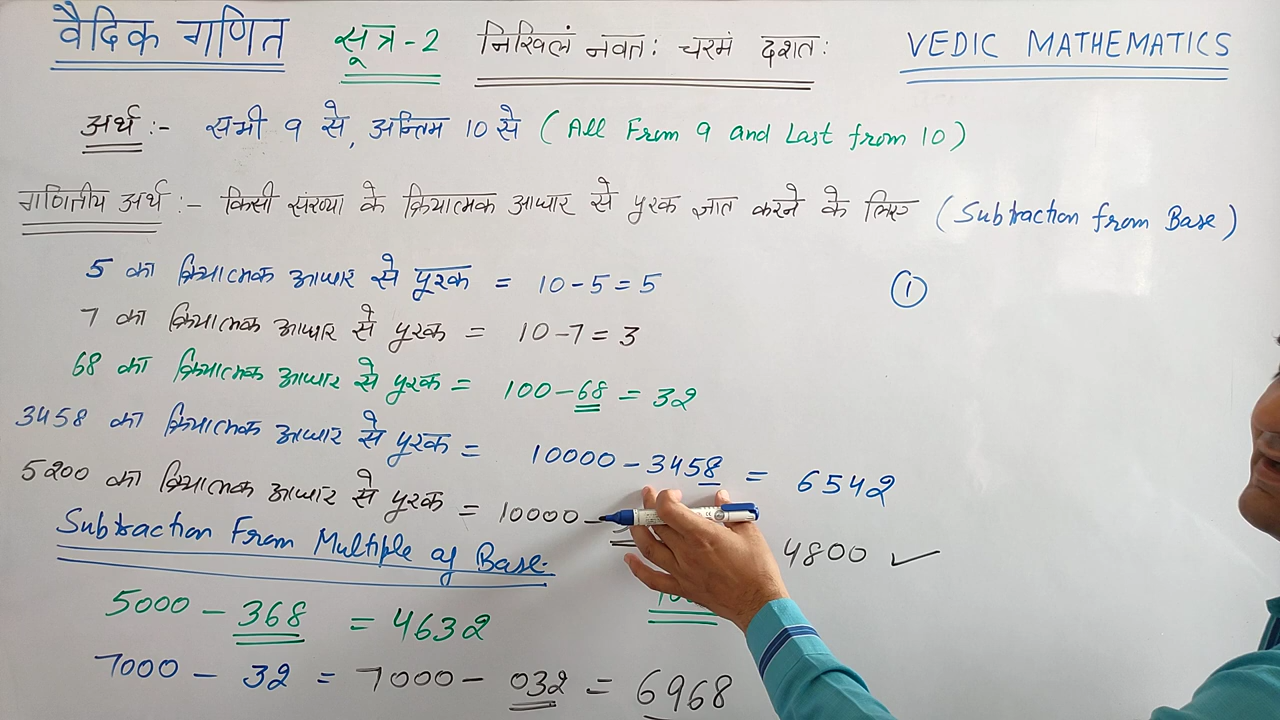 वैदिक गणित सूत्र-2 निखिलं नवतः चरमं दशतः VEDIC MATHEMATICS
अर्थ :- सभी 9 से, अन्तिम 10 से (All From 9 and Last from 10)
गणितीय अर्थ :- किसी संख्या के क्रियात्मक आधार से पूरक ज्ञात करने के लिए (Subtraction from Base)
5 का क्रियात्मक आधार से पूरक = 10-5=5 ①
7 का क्रियात्मक आधार से पूरक = 10-7=3
68 का क्रियात्मक आधार से पूरक = 100-68 = 32
3458 का क्रियात्मक आधार से पूरक = 10000-3458 = 6542
5200 का क्रियात्मक आधार से पूरक = 10000 - 4800 ✓
Subtraction From Multiple of Base.
5000 - 368 = 4632
7000 - 32 = 7000 - 032 = 6968